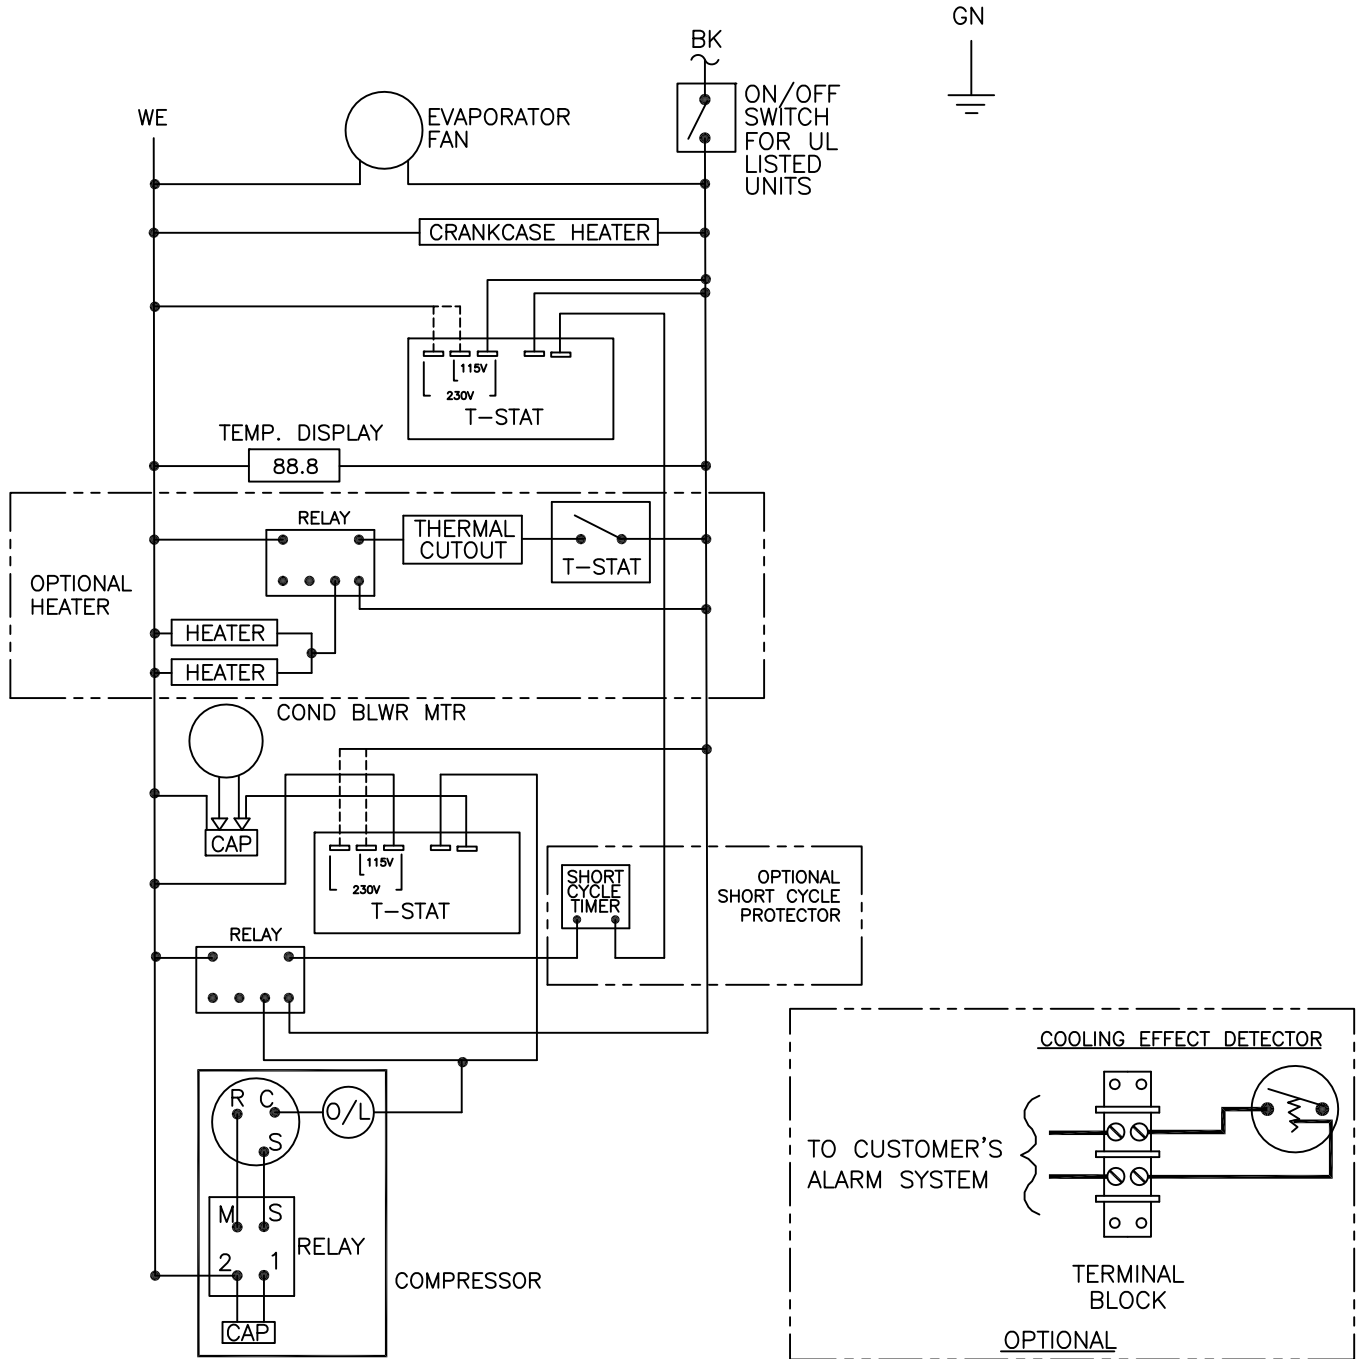 GN
BK
WE
EVAPORATOR
FAN
ON/OFF
SWITCH
FOR UL
LISTED
UNITS
CRANKCASE HEATER
115V
230V
T-STAT
TEMP. DISPLAY
88.8
RELAY
THERMAL
CUTOUT
T-STAT
OPTIONAL
HEATER
HEATER
HEATER
COND BLWR MTR
CAP
115V
230V
T-STAT
SHORT
CYCLE
TIMER
OPTIONAL
SHORT CYCLE
PROTECTOR
RELAY
COOLING EFFECT DETECTOR
R C
O/L
S
M S
RELAY
2 1
CAP
COMPRESSOR
TO CUSTOMER'S
ALARM SYSTEM
TERMINAL
BLOCK
OPTIONAL